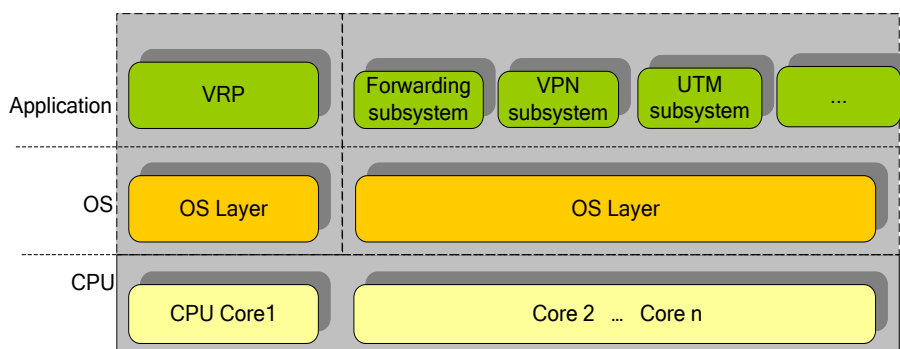 Application
VRP
Forwarding
subsystem
VPN
subsystem
UTM
subsystem
...
OS
OS Layer
OS Layer
CPU
CPU Core1
Core 2 ... Core n